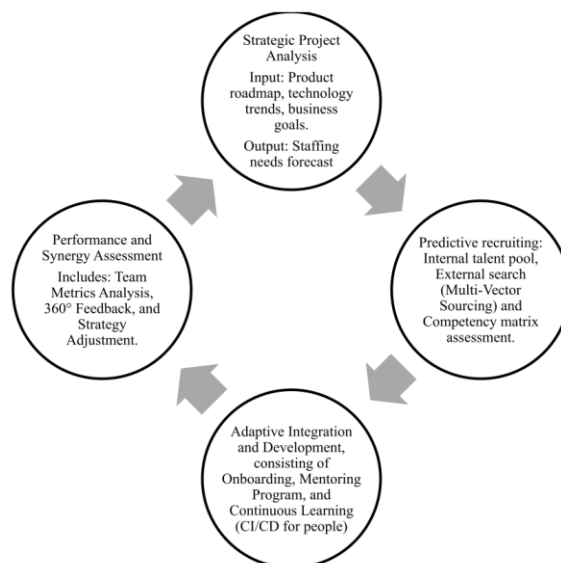 Strategic Project
Analysis
Input: Product
roadmap, technology
trends, business
goals.
Output: Staffing
needs forecast
Predictive recruiting:
Internal talent pool,
External search
(Multi-Vector
Sourcing) and
Competency matrix
assessment.
Adaptive Integration
and Development,
consisting of
Onboarding, Mentoring
Program, and
Continuous Learning
(CI/CD for people)
Performance and
Synergy Assessment
Includes: Team
Metrics Analysis,
360° Feedback, and
Strategy
Adjustment.